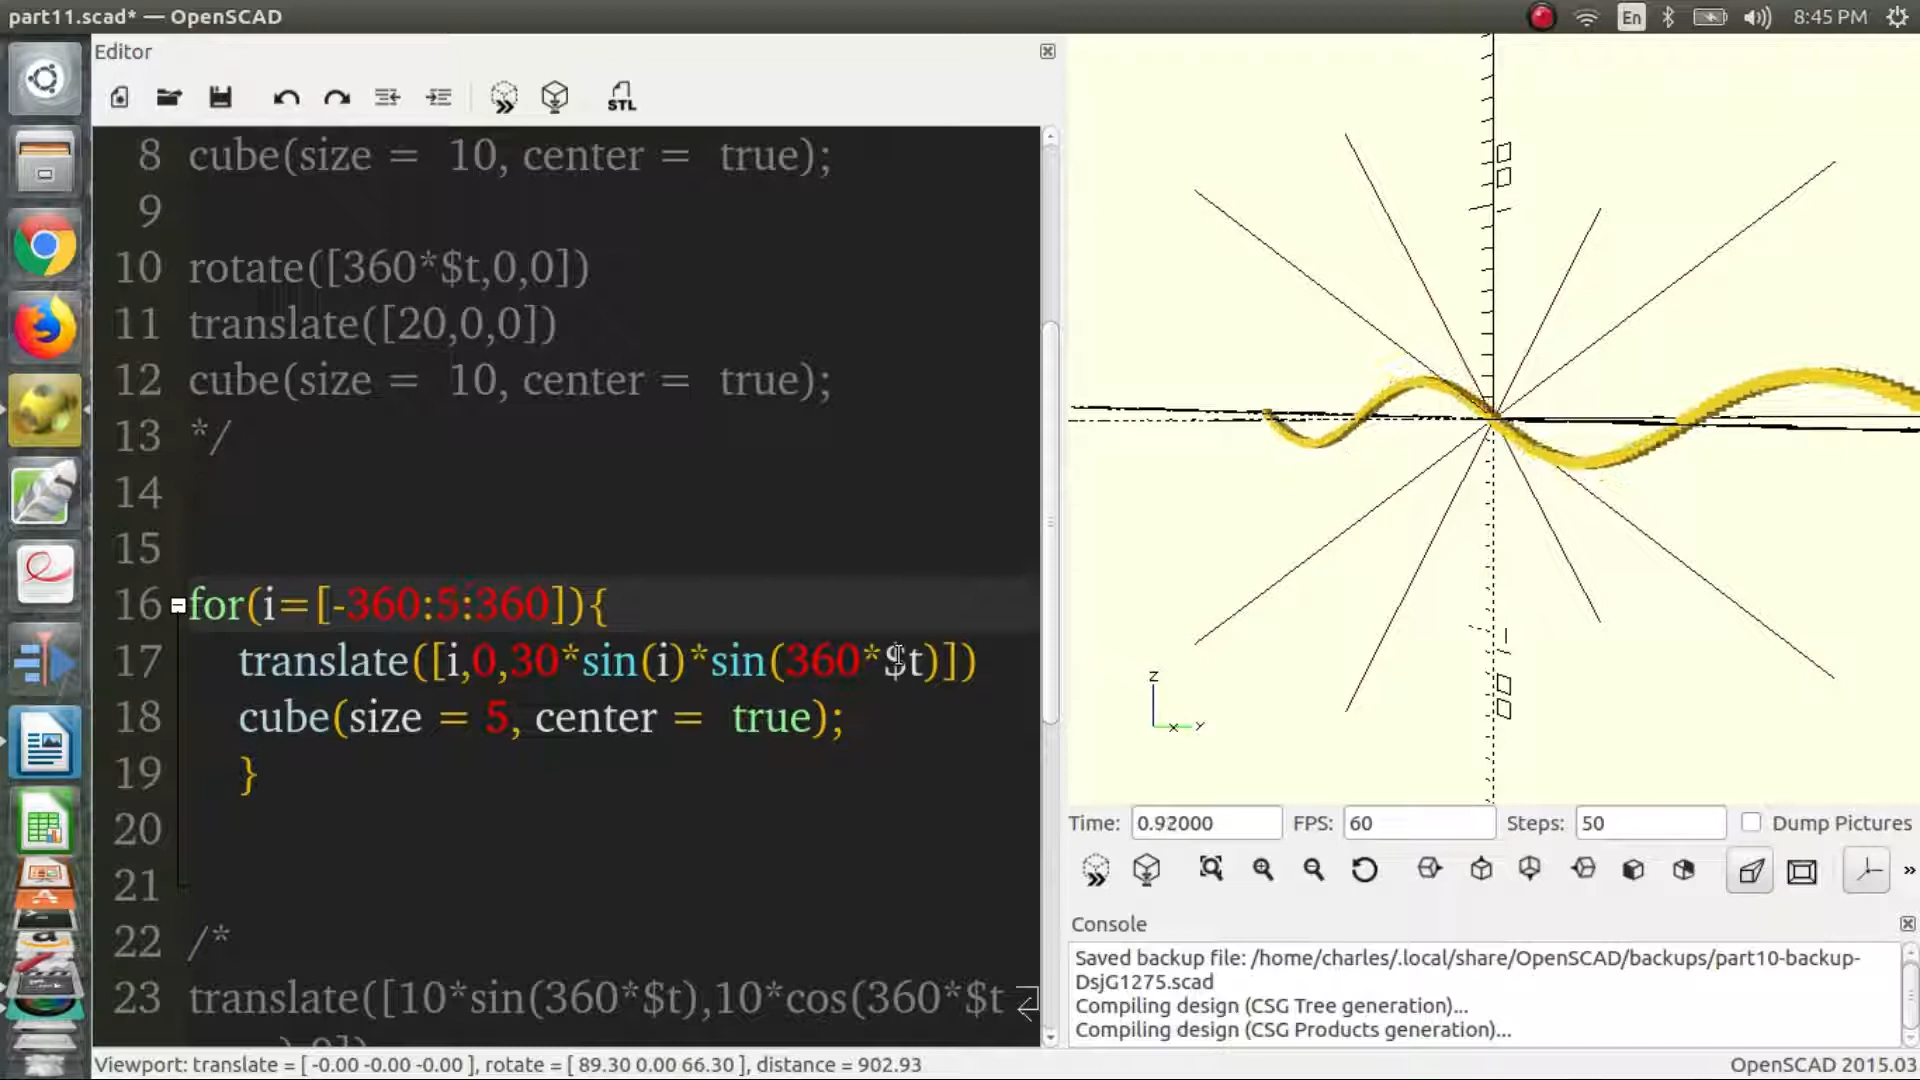 part11.scad* — OpenSCAD
En
8:45 PM
Editor
STL
8 cube(size =  10, center =  true);
9
10 rotate([360*$t,0,0])
11 translate([20,0,0])
12 cube(size =  10, center =  true);
13 */
14
15
16 for(i=[-360:5:360]){
17 translate([i,0,30*sin(i)*sin(360*$t)])
18 cube(size = 5, center =  true);
19 }
20
21
22 /*
23 translate([10*sin(360*$t),10*cos(360*$t
),0])
Z
Y
X
Time: 0.92000 FPS: 60 Steps: 50 Dump Pictures
Console
Saved backup file: /home/charles/.local/share/OpenSCAD/backups/part10-backup-
DsjG1275.scad
Compiling design (CSG Tree generation)...
Compiling design (CSG Products generation)...
Viewport: translate = [ -0.00 -0.00 -0.00 ], rotate = [ 89.30 0.00 66.30 ], distance = 902.93
OpenSCAD 2015.03